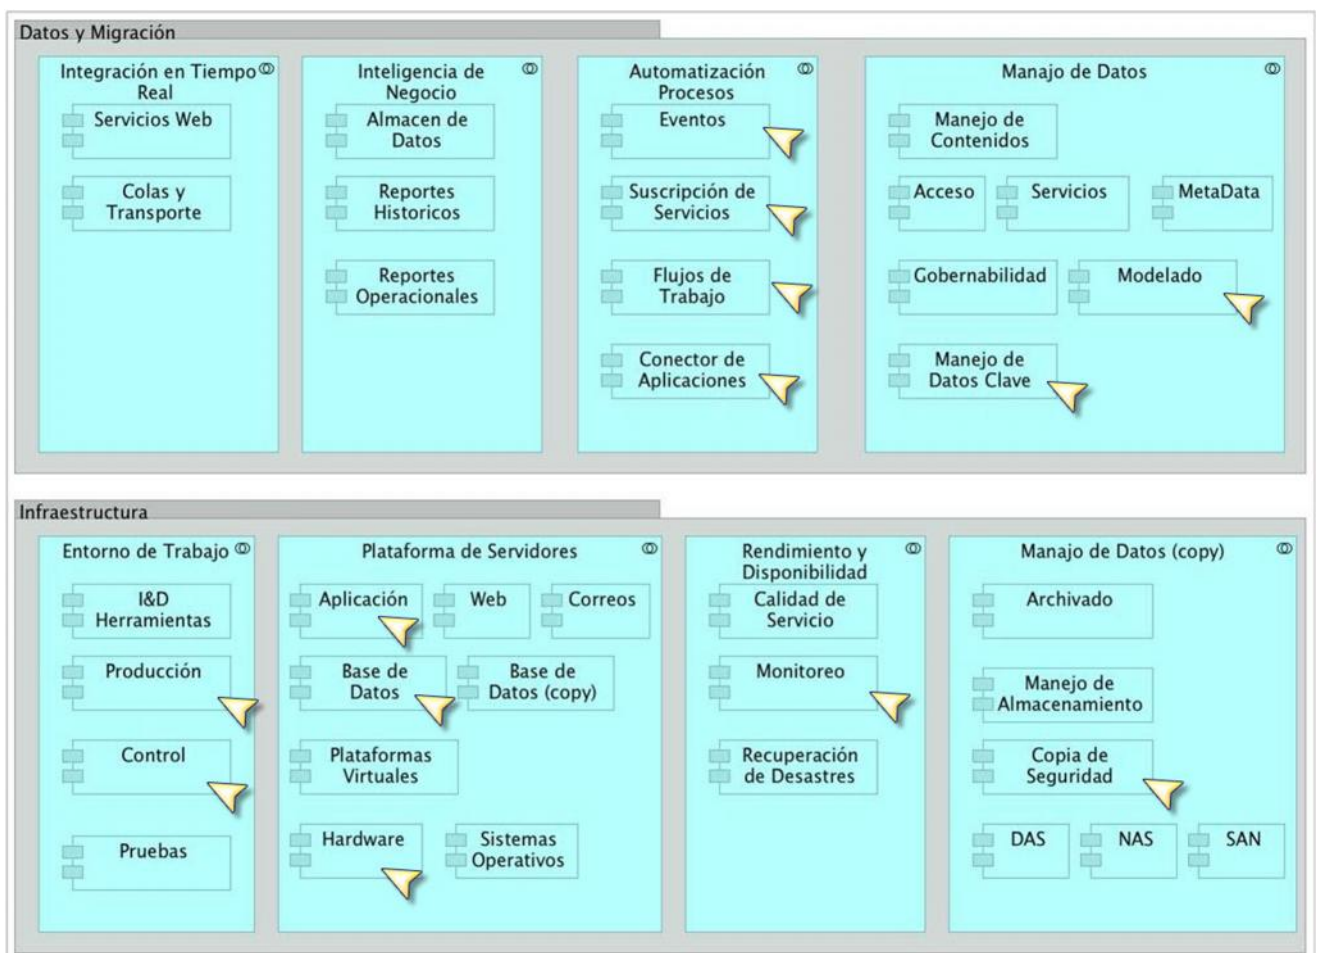 Datos y Migración
Integración en Tiempo
Real
Servicios Web
Colas y
Transporte
Inteligencia de
Negocio
Almacen de
Datos
Reportes
Historicos
Reportes
Operacionales
Automatización
Procesos
Eventos
Suscripción de
Servicios
Flujos de
Trabajo
Conector de
Aplicaciones
Manajo de Datos
Manejo de
Contenidos
Acceso
Servicios
MetaData
Gobernabilidad
Modelado
Manejo de
Datos Clave
Infraestructura
Entorno de Trabajo
I&D
Herramientas
Producción
Control
Pruebas
Plataforma de Servidores
Aplicación
Web
Correos
Base de
Datos
Base de
Datos (copy)
Plataformas
Virtuales
Hardware
Sistemas
Operativos
Rendimiento y
Disponibilidad
Calidad de
Servicio
Monitoreo
Recuperación
de Desastres
Manajo de Datos (copy)
Archivado
Manejo de
Almacenamiento
Copia de
Seguridad
DAS
NAS
SAN